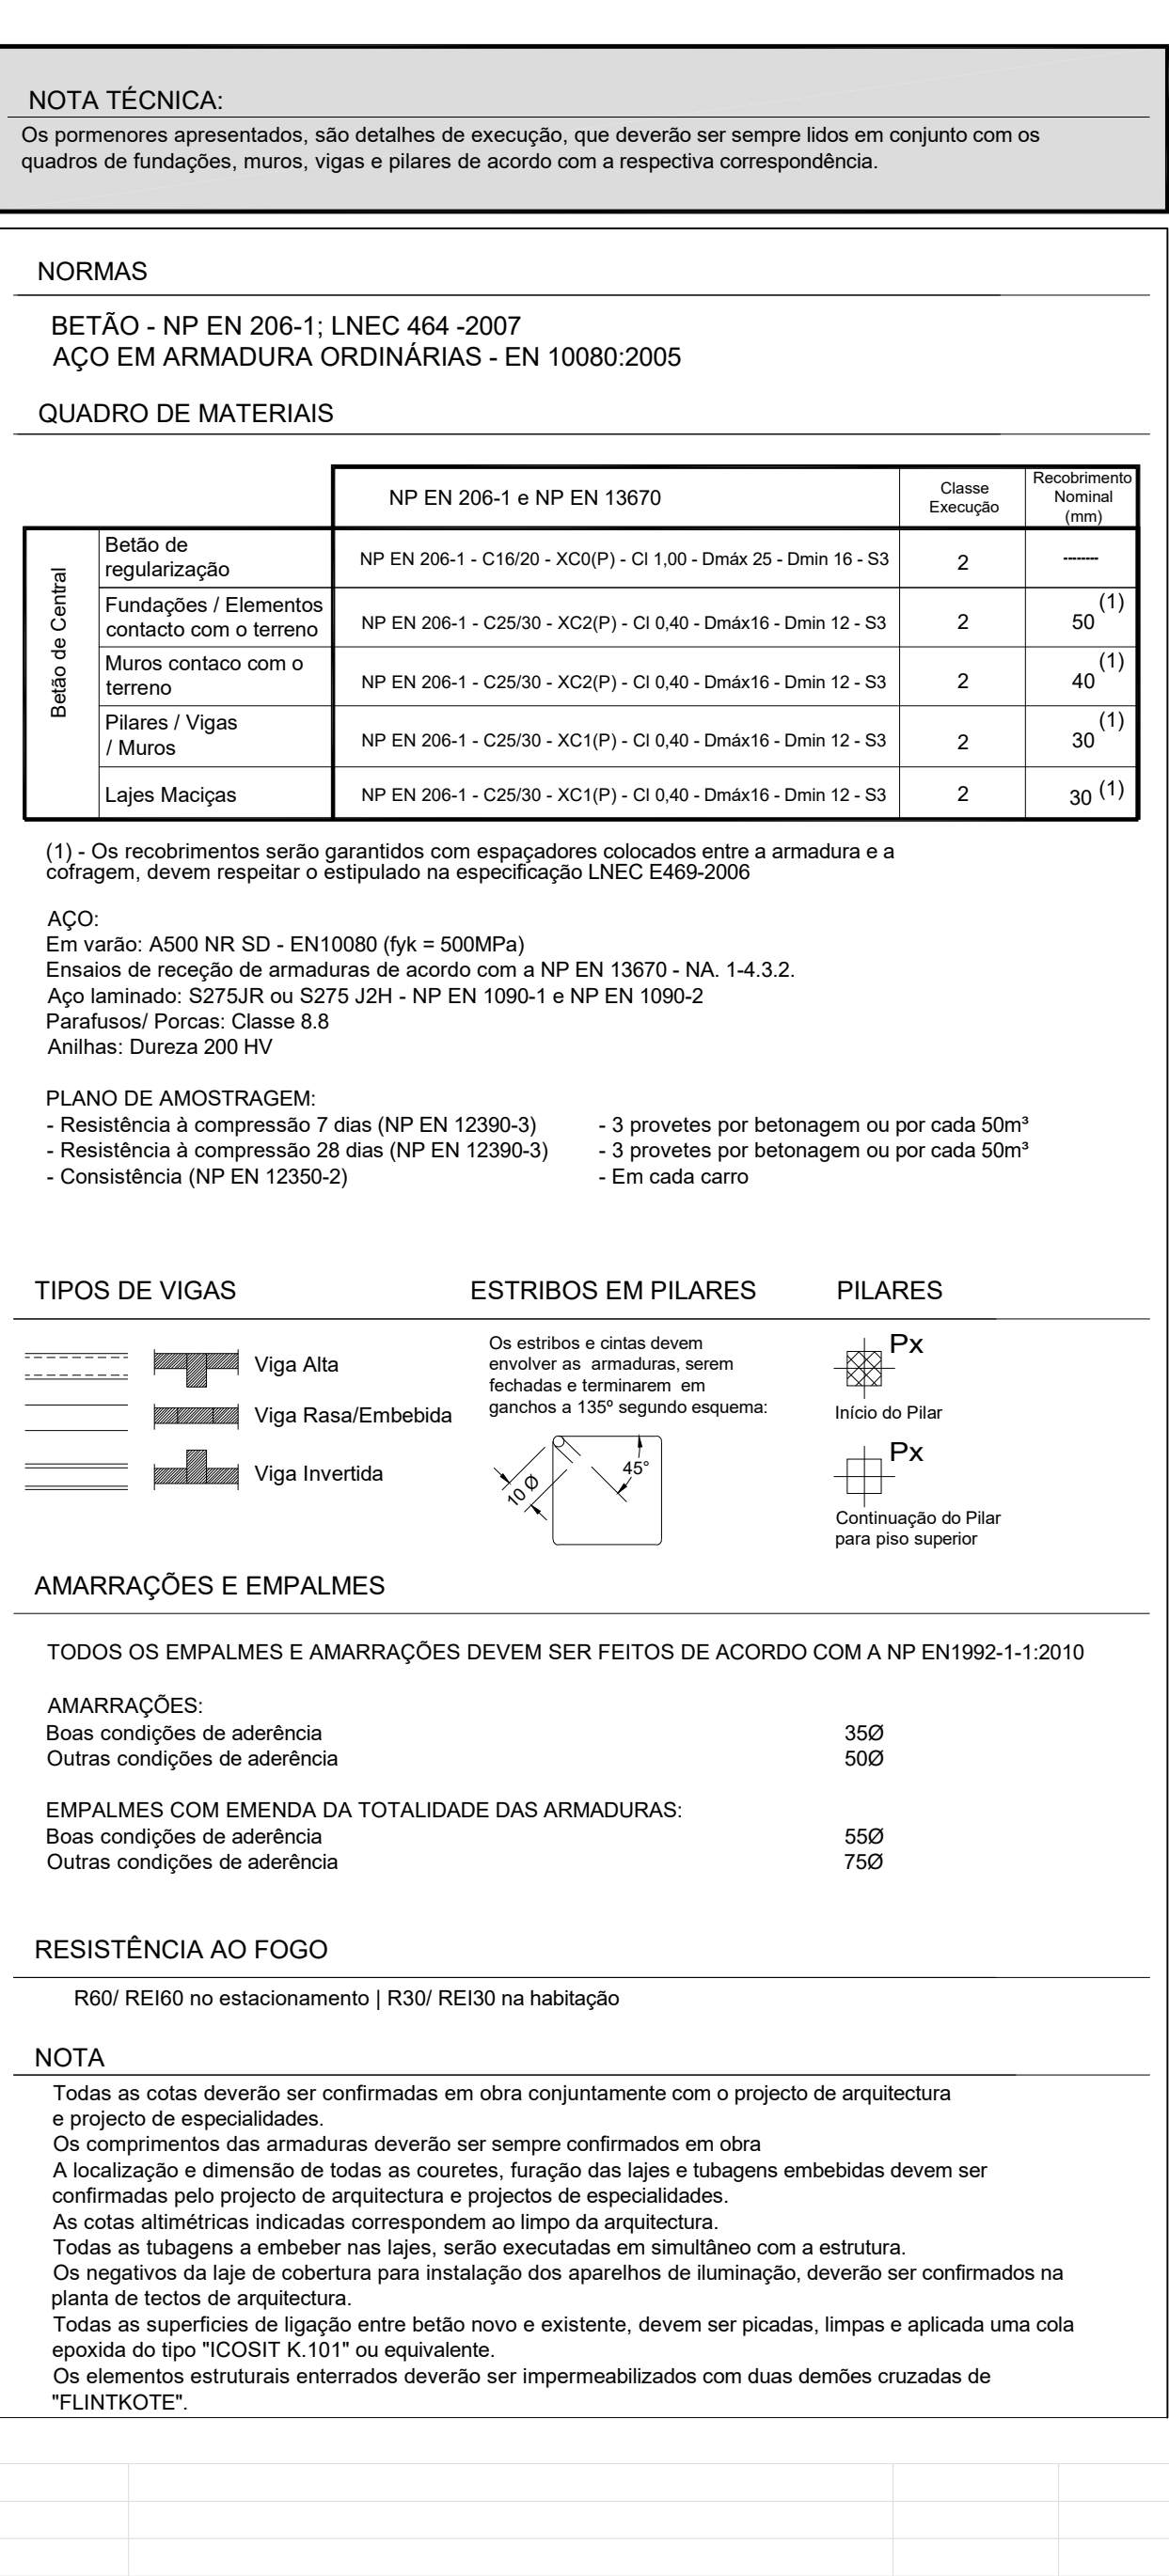 NOTA TÉCNICA:
Os pormenores apresentados, são detalhes de execução, que deverão ser sempre lidos em conjunto com os
quadros de fundações, muros, vigas e pilares de acordo com a respectiva correspondência.
NORMAS
BETÃO - NP EN 206-1; LNEC 464 -2007
AÇO EM ARMADURA ORDINÁRIAS - EN 10080:2005
QUADRO DE MATERIAIS
NP EN 206-1 e NP EN 13670
Classe
Execução
Recobrimento
Nominal
(mm)
Betão de Central
Betão de
regularização
NP EN 206-1 - C16/20 - XC0(P) - Cl 1,00 - Dmáx 25 - Dmin 16 - S3
2
--------
Fundações / Elementos
contacto com o terreno
NP EN 206-1 - C25/30 - XC2(P) - Cl 0,40 - Dmáx16 - Dmin 12 - S3
2
50 (1)
Muros contaco com o
terreno
NP EN 206-1 - C25/30 - XC2(P) - Cl 0,40 - Dmáx16 - Dmin 12 - S3
2
40 (1)
Pilares / Vigas
/ Muros
NP EN 206-1 - C25/30 - XC1(P) - Cl 0,40 - Dmáx16 - Dmin 12 - S3
2
30 (1)
Lajes Maciças
NP EN 206-1 - C25/30 - XC1(P) - Cl 0,40 - Dmáx16 - Dmin 12 - S3
2
30 (1)
(1) - Os recobrimentos serão garantidos com espaçadores colocados entre a armadura e a
cofragem, devem respeitar o estipulado na especificação LNEC E469-2006
AÇO:
Em varão: A500 NR SD - EN10080 (fyk = 500MPa)
Ensaios de receção de armaduras de acordo com a NP EN 13670 - NA. 1-4.3.2.
Aço laminado: S275JR ou S275 J2H - NP EN 1090-1 e NP EN 1090-2
Parafusos/ Porcas: Classe 8.8
Anilhas: Dureza 200 HV
PLANO DE AMOSTRAGEM:
- Resistência à compressão 7 dias (NP EN 12390-3) - 3 provetes por betonagem ou por cada 50m³
- Resistência à compressão 28 dias (NP EN 12390-3) - 3 provetes por betonagem ou por cada 50m³
- Consistência (NP EN 12350-2) - Em cada carro
TIPOS DE VIGAS
Viga Alta
Viga Rasa/Embebida
Viga Invertida
ESTRIBOS EM PILARES
Os estribos e cintas devem
envolver as armaduras, serem
fechadas e terminarem em
ganchos a 135º segundo esquema:
10 Ø
45°
PILARES
Px
Início do Pilar
Px
Continuação do Pilar
para piso superior
AMARRAÇÕES E EMPALMES
TODOS OS EMPALMES E AMARRAÇÕES DEVEM SER FEITOS DE ACORDO COM A NP EN1992-1-1:2010
AMARRAÇÕES:
Boas condições de aderência 35Ø
Outras condições de aderência 50Ø
EMPALMES COM EMENDA DA TOTALIDADE DAS ARMADURAS:
Boas condições de aderência 55Ø
Outras condições de aderência 75Ø
RESISTÊNCIA AO FOGO
R60/ REI60 no estacionamento | R30/ REI30 na habitação
NOTA
Todas as cotas deverão ser confirmadas em obra conjuntamente com o projecto de arquitectura
e projecto de especialidades.
Os comprimentos das armaduras deverão ser sempre confirmados em obra
A localização e dimensão de todas as couretes, furação das lajes e tubagens embebidas devem ser
confirmadas pelo projecto de arquitectura e projectos de especialidades.
As cotas altimétricas indicadas correspondem ao limpo da arquitectura.
Todas as tubagens a embeber nas lajes, serão executadas em simultâneo com a estrutura.
Os negativos da laje de cobertura para instalação dos aparelhos de iluminação, deverão ser confirmados na
planta de tectos de arquitectura.
Todas as superficies de ligação entre betão novo e existente, devem ser picadas, limpas e aplicada uma cola
epoxida do tipo "ICOSIT K.101" ou equivalente.
Os elementos estruturais enterrados deverão ser impermeabilizados com duas demões cruzadas de
"FLINTKOTE".